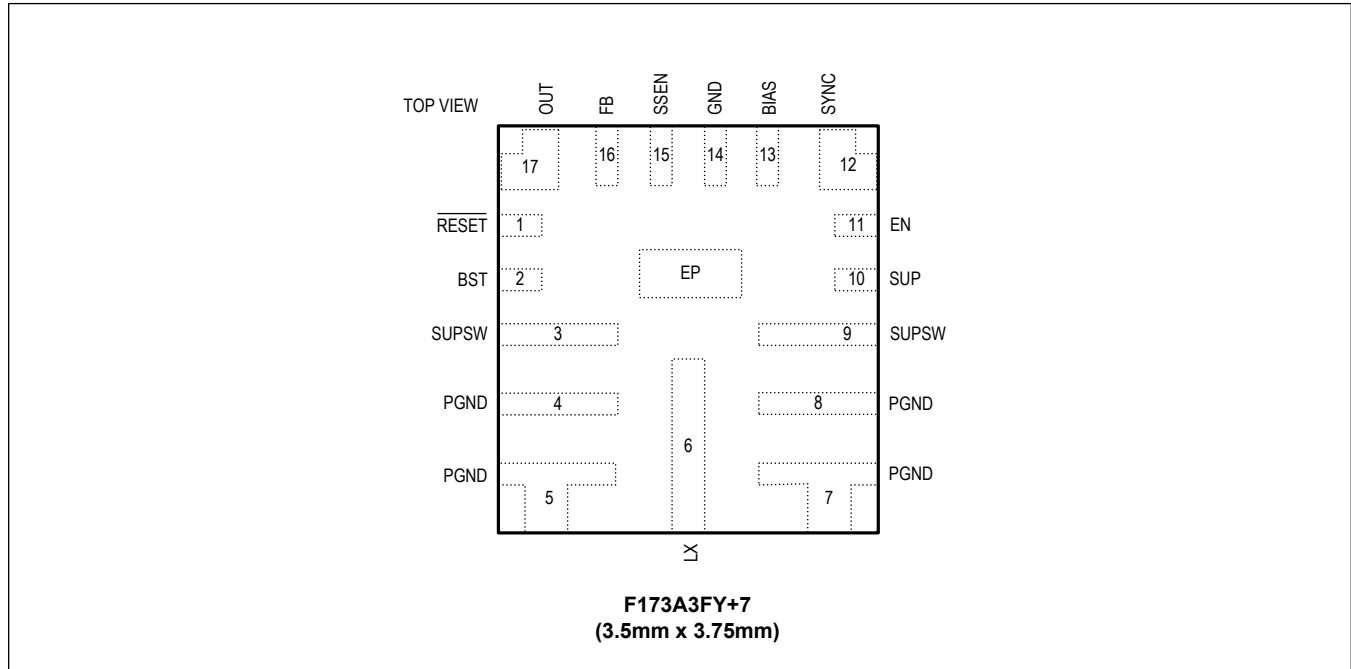 TOP VIEW
OUT
FB
SSEN
GND
BIAS
SYNC
17
16
15
14
13
12
RESET
1
11
EN
BST
2
EP
10
SUP
SUPSW
3
9
SUPSW
PGND
4
8
PGND
6
PGND
5
7
PGND
LX
F173A3FY+7
(3.5mm x 3.75mm)